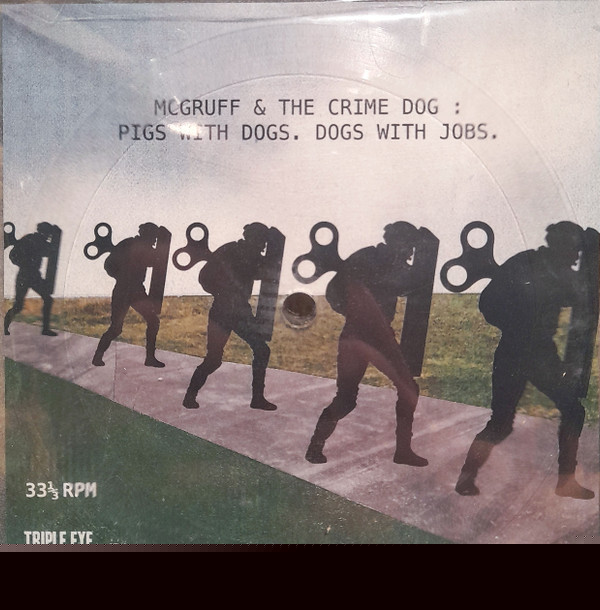 MCGRUFF & THE CRIME DOG :
PIGS WITH DOGS. DOGS WITH JOBS.
33⅓ RPM
TRIPLE EYE